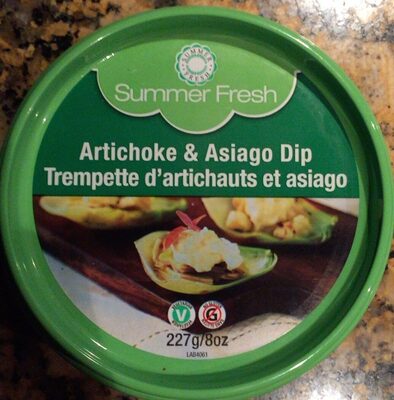 SUMMER
FRESH
Summer Fresh
Artichoke & Asiago Dip
Trempette d'artichauts et asiago
V
G
227g/8oz
LAB4061